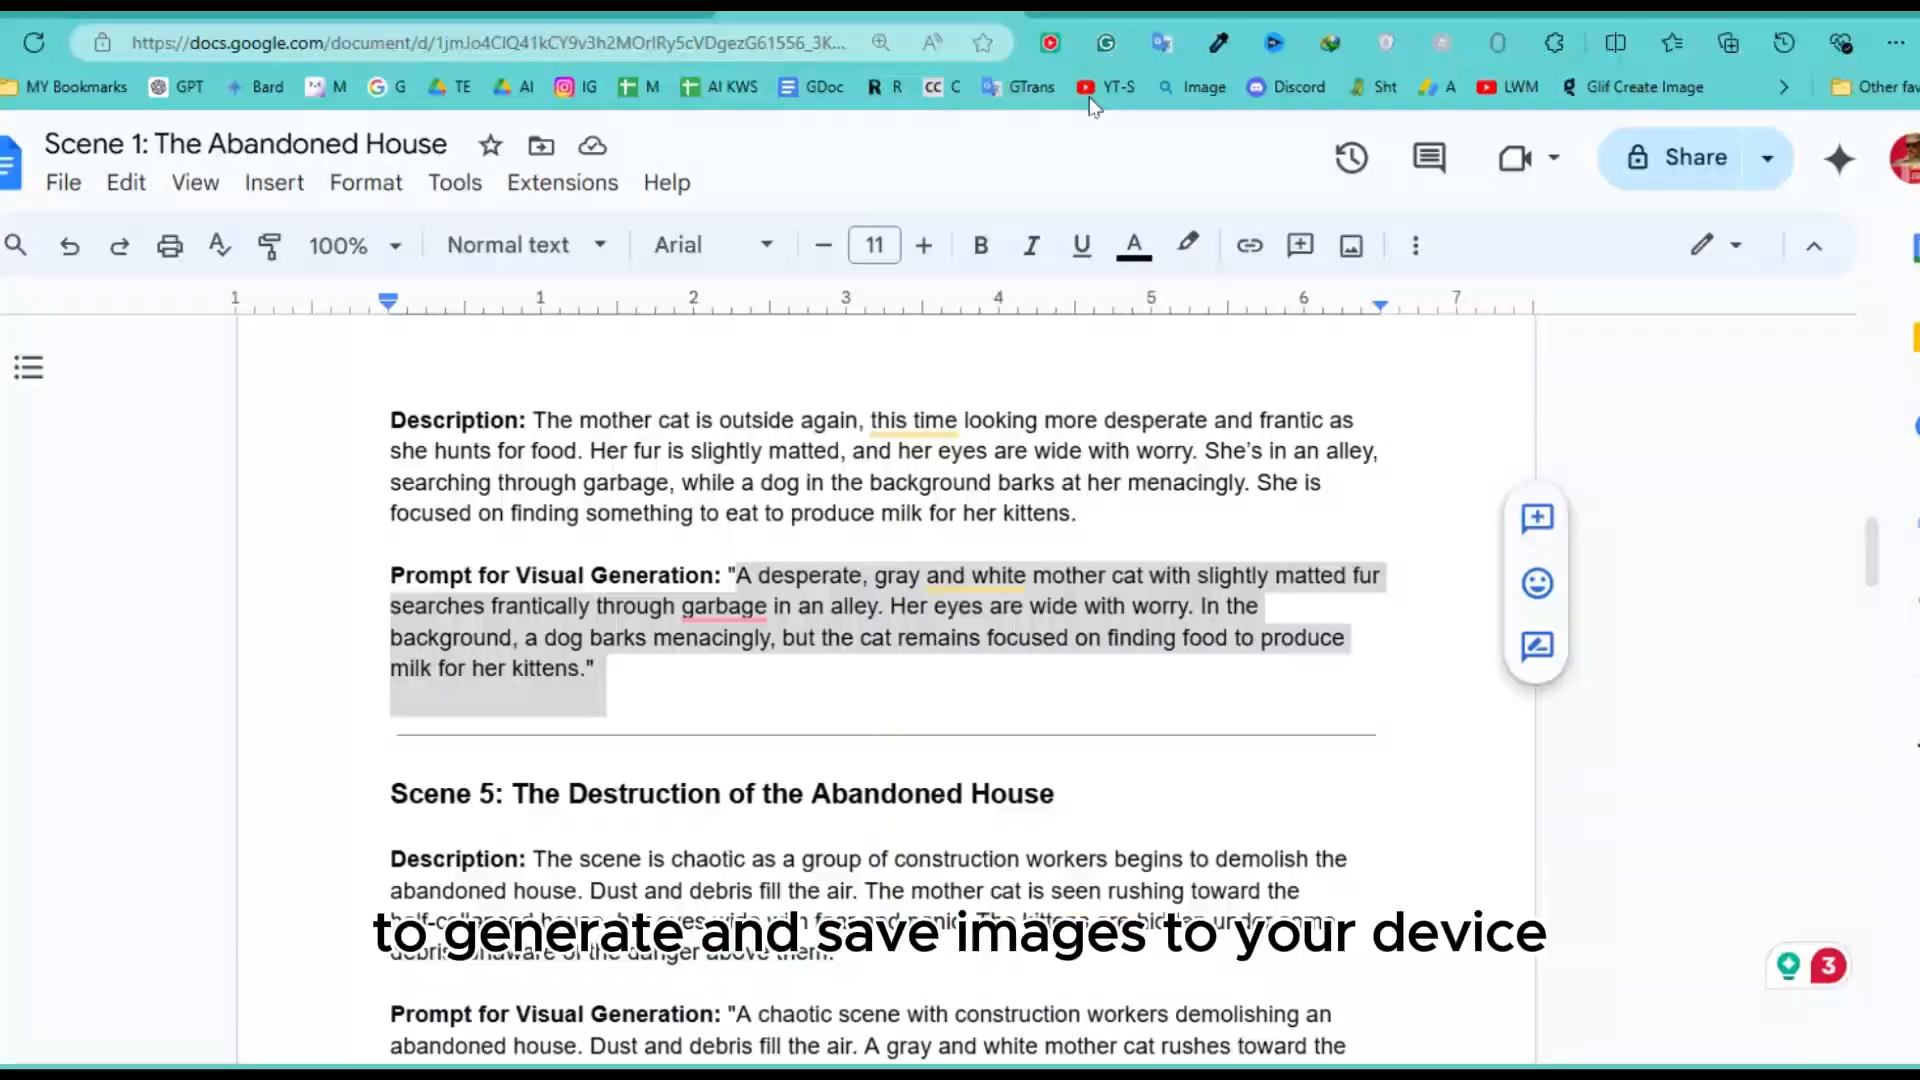 https://docs.google.com/document/d/1jmJo4ClQ41kCY9v3h2MOrlRy5cVDgezG61556_3K...
MY Bookmarks GPT Bard M G TE AI IG M AI KWS GDoc R R CC C GTrans YT-S Image Discord Sht A LWM Glif Create Image Other fav
Scene 1: The Abandoned House
Share
File Edit View Insert Format Tools Extensions Help
100% Normal text Arial 11 B I U A
1 1 2 3 4 5 6 7
Description: The mother cat is outside again, this time looking more desperate and frantic as
she hunts for food. Her fur is slightly matted, and her eyes are wide with worry. She's in an alley,
searching through garbage, while a dog in the background barks at her menacingly. She is
focused on finding something to eat to produce milk for her kittens.
Prompt for Visual Generation: "A desperate, gray and white mother cat with slightly matted fur
searches frantically through garbage in an alley. Her eyes are wide with worry. In the
background, a dog barks menacingly, but the cat remains focused on finding food to produce
milk for her kittens."
Scene 5: The Destruction of the Abandoned House
Description: The scene is chaotic as a group of construction workers begins to demolish the
abandoned house. Dust and debris fill the air. The mother cat is seen rushing toward the
to generate and save images to your device
3
Prompt for Visual Generation: "A chaotic scene with construction workers demolishing an
abandoned house. Dust and debris fill the air. A gray and white mother cat rushes toward the